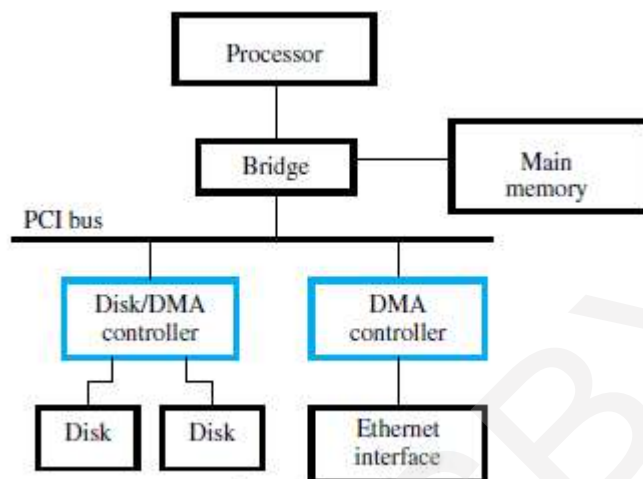 Processor
Bridge
Main
memory
PCI bus
Disk/DMA
controller
DMA
controller
Disk
Disk
Ethernet
interface